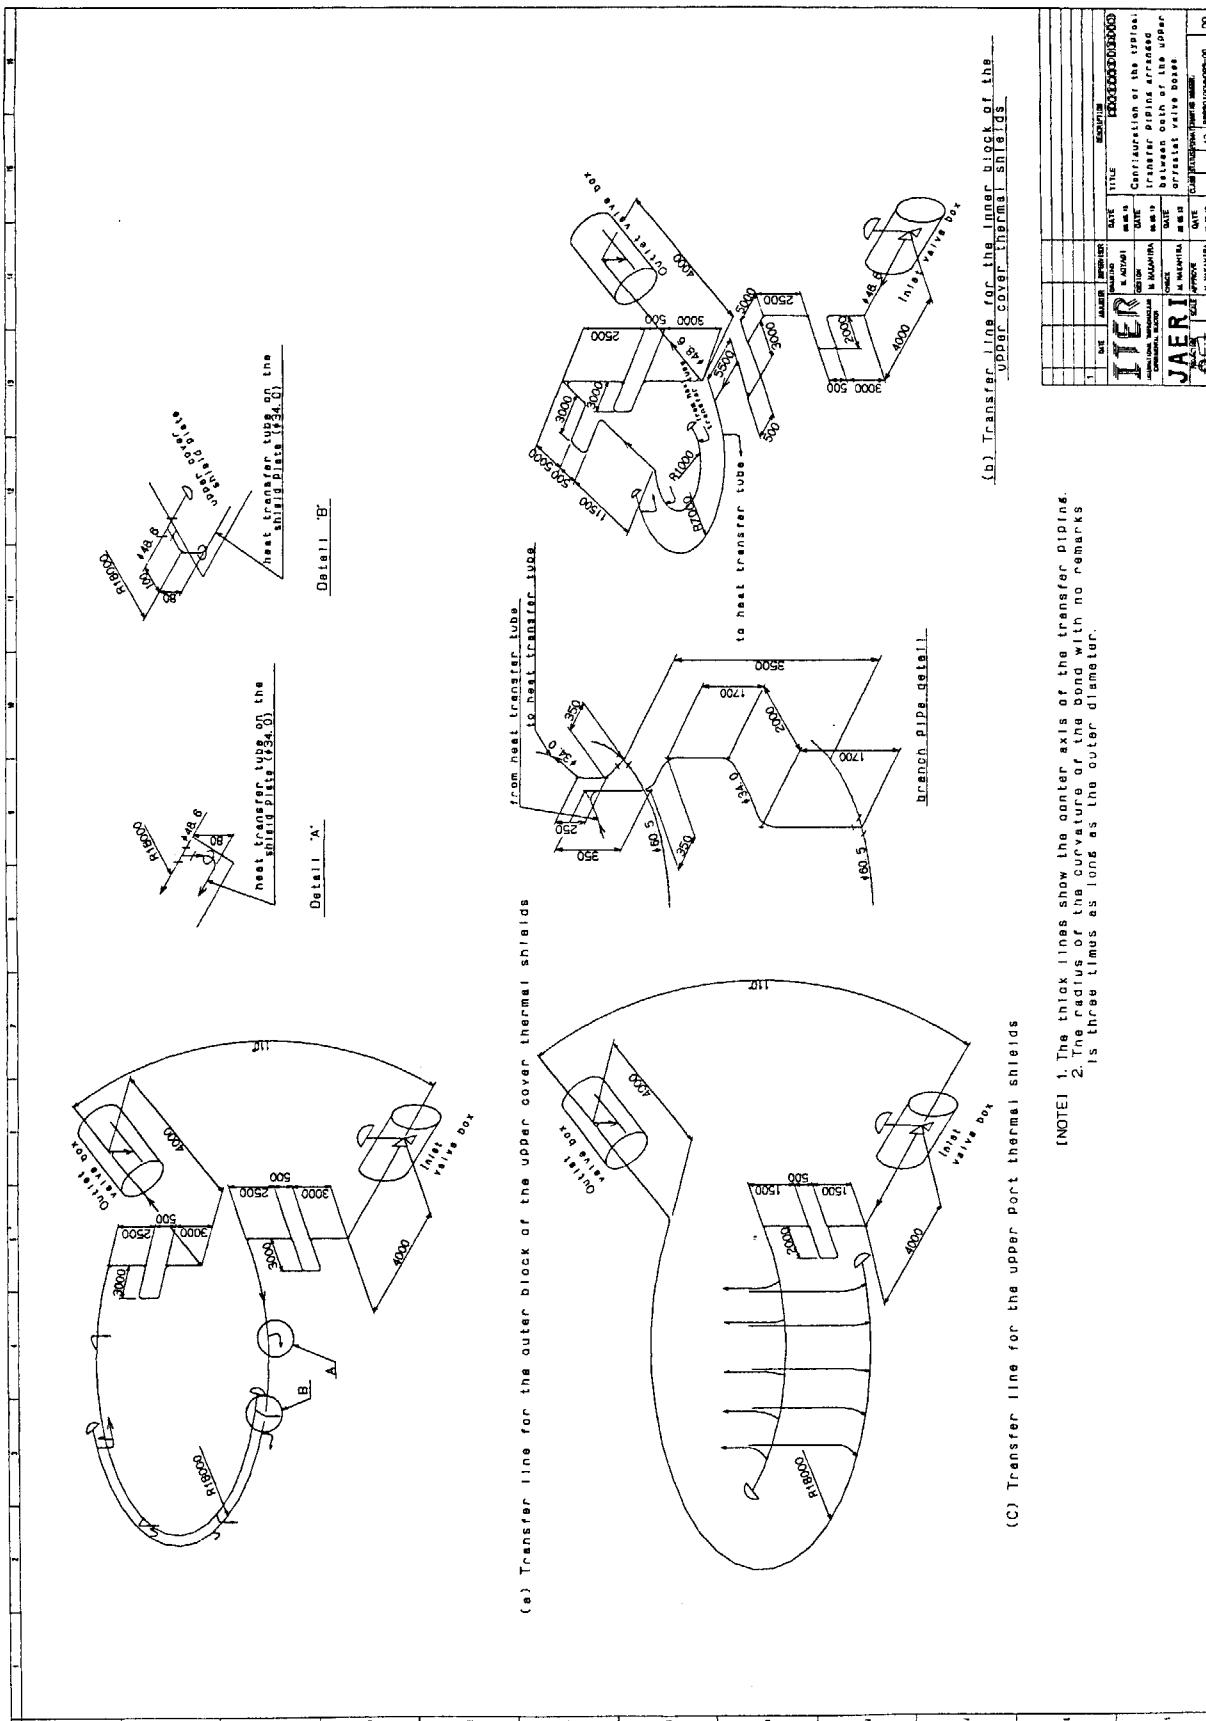 (a) Transfer line for the outer block of the upper cover thermal shields
Outlet
valve box
Inlet
valve box
110°
4000
2500
500
3000
3000
2500
500
3000
3000
4000
R18000
A
B
Detail "A"
R18000
φ48.6
80
heat transfer tube on the
shield plate (φ34.0)
Detail "B"
R18000
φ48.6
100
80
upper cover
shield plate
heat transfer tube on the
shield plate (φ34.0)
(b) Transfer line for the inner block of the
upper cover thermal shields
Outlet valve box
Inlet valve box
4000
2500
500
3000
φ48.6
3000
3000
5000
500
500
11500
R1000
R7000
5500
5000
3000
500
2500
2000
500
3000
φ48.6
4000
to heat transfer tube
(C) Transfer line for the upper port thermal shields
Outlet
valve box
Inlet
valve box
110°
4000
1500
500
1500
2000
4000
R18000
branch pipe detail
from heat transfer tube
to heat transfer tube
350
φ34.0
250
350
φ60.5
350
3500
1700
2000
φ34.0
1700
φ60.5
[NOTE] 1. The thick lines show the center axis of the transfer piping.
2. The radius of the curvature of the bend with no remarks
is three times as long as the outer diameter.
ITER
JAERI
DATE
DESCRIPTION
TITLE
Configuration of the typical
transfer piping arranged
between each of the upper
cryostat valve boxes
DATE
DATE
DATE
DATE
DESIGN
CHECK
APPROVE
SCALE